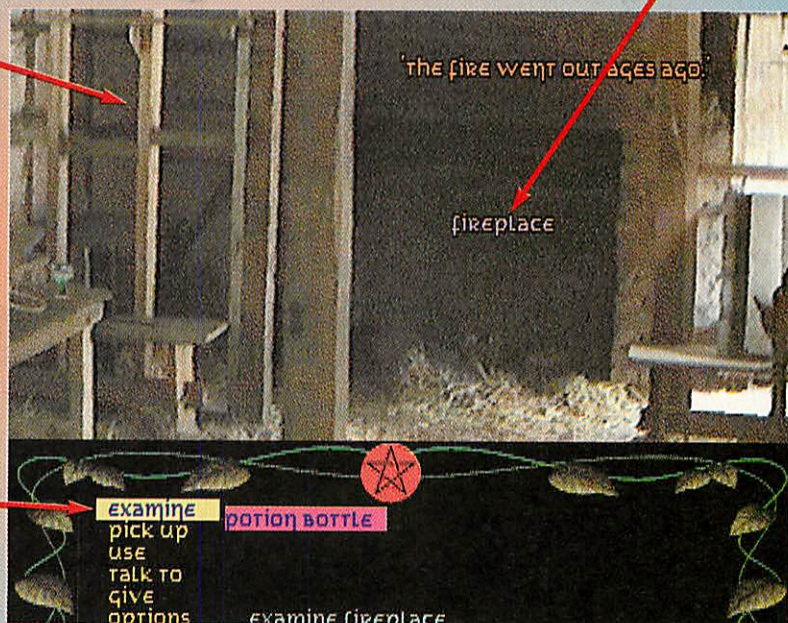 'The fire went out ages ago.'
fireplace
examine
potion bottle
pick up
use
talk to
give
options
examine fireplace